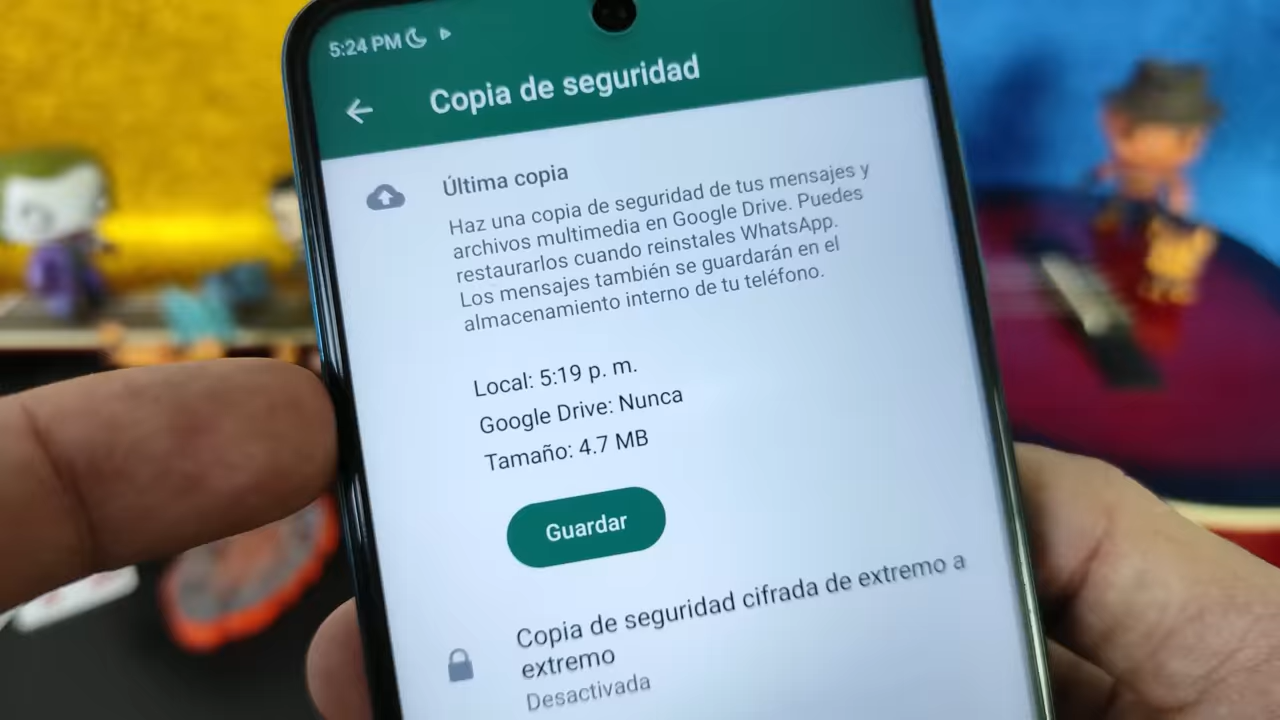 5:24 PM
Copia de seguridad
Última copia
Haz una copia de seguridad de tus mensajes y
archivos multimedia en Google Drive. Puedes
restaurarlos cuando reinstales WhatsApp.
Los mensajes también se guardarán en el
almacenamiento interno de tu teléfono.
Local: 5:19 p. m.
Google Drive: Nunca
Tamaño: 4.7 MB
Guardar
Copia de seguridad cifrada de extremo a
extremo
Desactivada